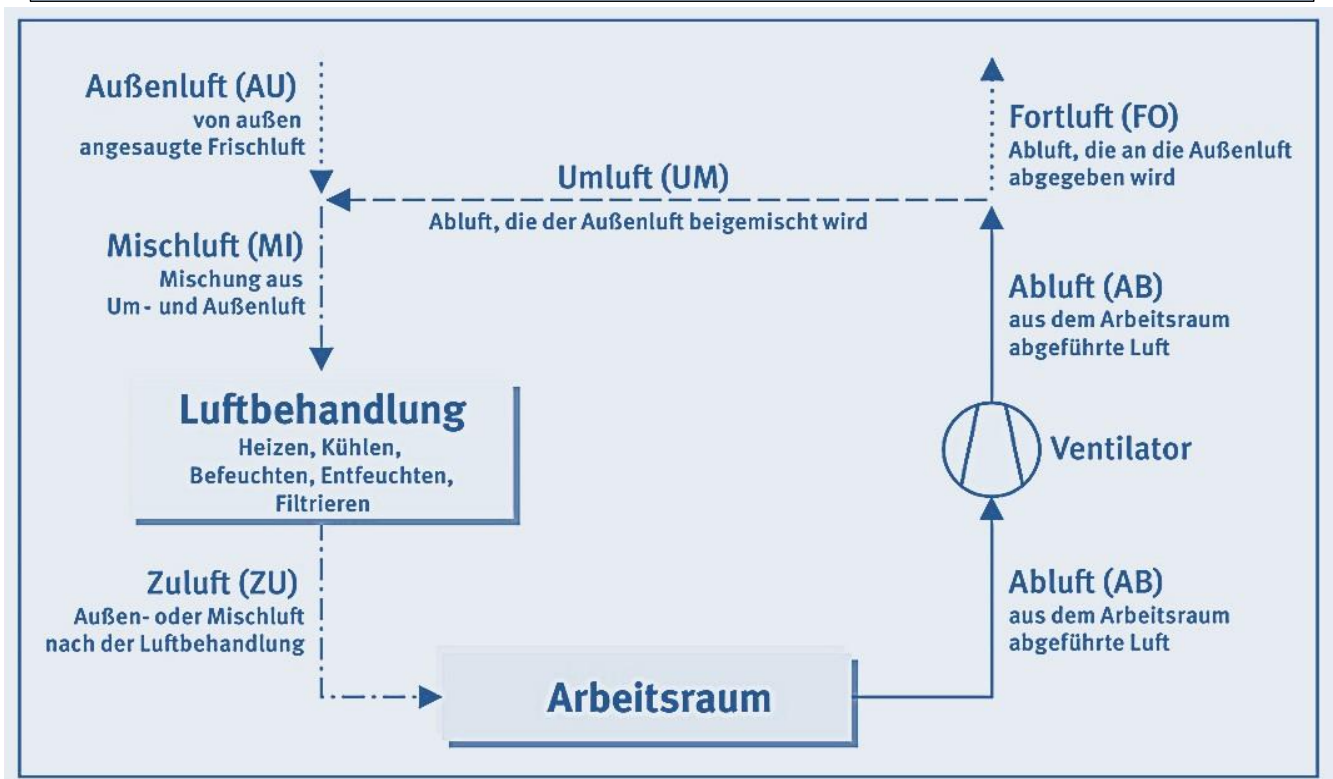 Außenluft (AU)
von außen
angesaugte Frischluft
Fortluft (FO)
Abluft, die an die Außenluft
abgegeben wird
Umluft (UM)
Abluft, die der Außenluft beigemischt wird
Mischluft (MI)
Mischung aus
Um- und Außenluft
Abluft (AB)
aus dem Arbeitsraum
abgeführte Luft
Luftbehandlung
Heizen, Kühlen,
Befeuchten, Entfeuchten,
Filtrieren
Ventilator
Zuluft (ZU)
Außen- oder Mischluft
nach der Luftbehandlung
Abluft (AB)
aus dem Arbeitsraum
abgeführte Luft
Arbeitsraum